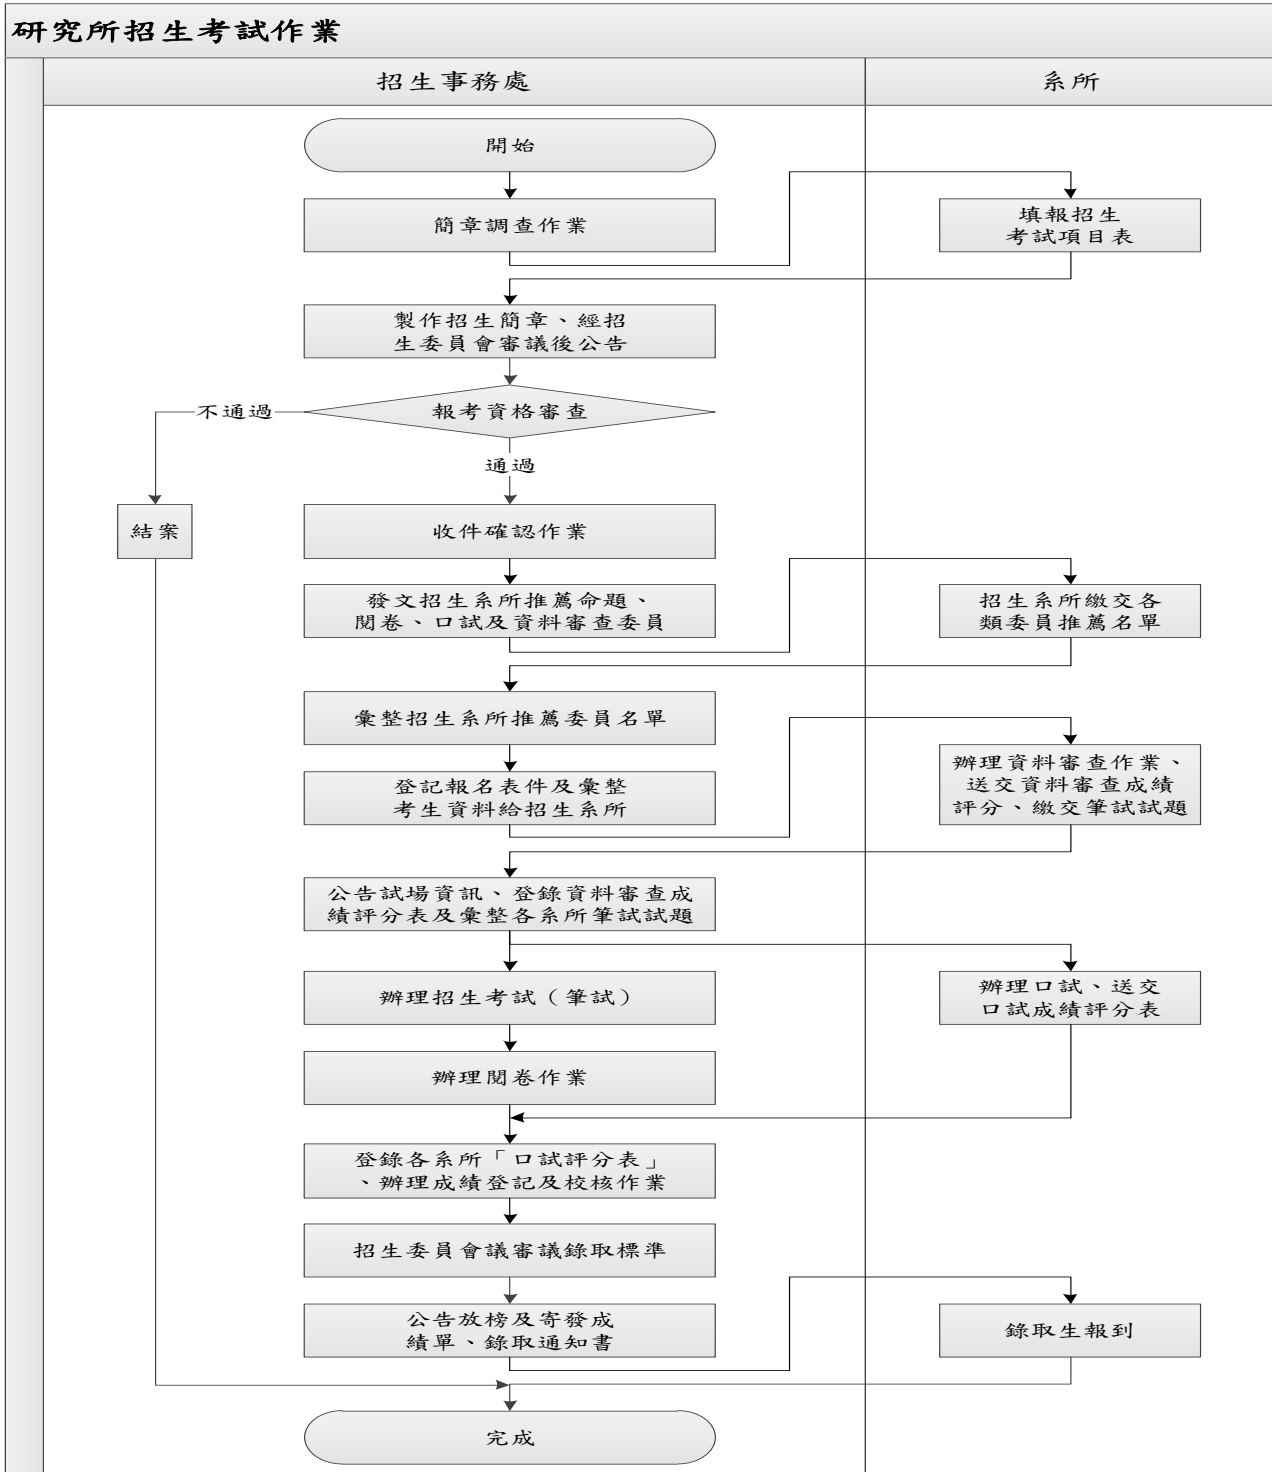 研究所招生考試作業
招生事務處
系所
開始
簡章調查作業
填報招生
考試項目表
製作招生簡章、經招
生委員會審議後公告
報考資格審查
不通過
通過
結案
收件確認作業
發文招生系所推薦命題、
閱卷、口試及資料審查委員
招生系所繳交各
類委員推薦名單
彙整招生系所推薦委員名單
登記報名表件及彙整
考生資料給招生系所
辦理資料審查作業、
送交資料審查成績
評分、繳交筆試試題
公告試場資訊、登錄資料審查成
績評分表及彙整各系所筆試試題
辦理招生考試（筆試）
辦理口試、送交
口試成績評分表
辦理閱卷作業
登錄各系所「口試評分表」
、辦理成績登記及校核作業
招生委員會議審議錄取標準
公告放榜及寄發成
績單、錄取通知書
錄取生報到
完成